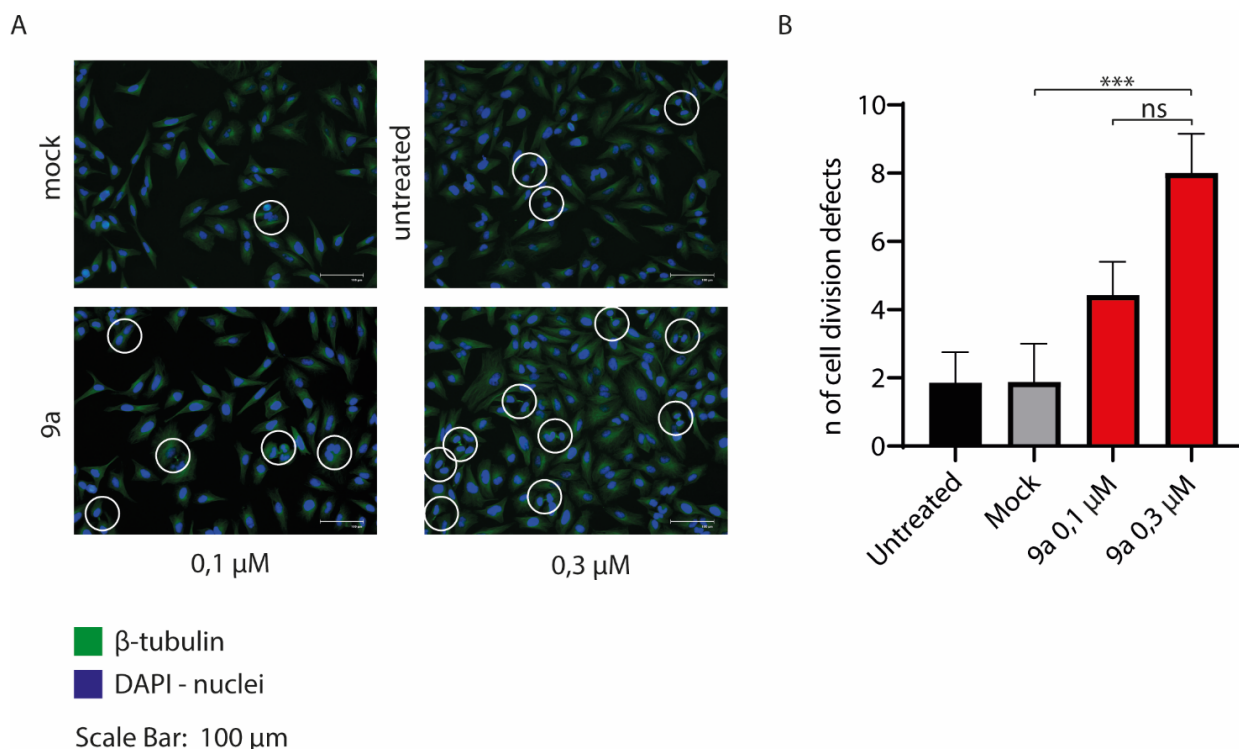 A
mock
untreated
9a
0,1 µM
0,3 µM
β-tubulin
DAPI - nuclei
Scale Bar: 100 µm
B
***
ns
n of cell division defects
10
8
6
4
2
0
Untreated
Mock
9a 0,1 µM
9a 0,3 µM